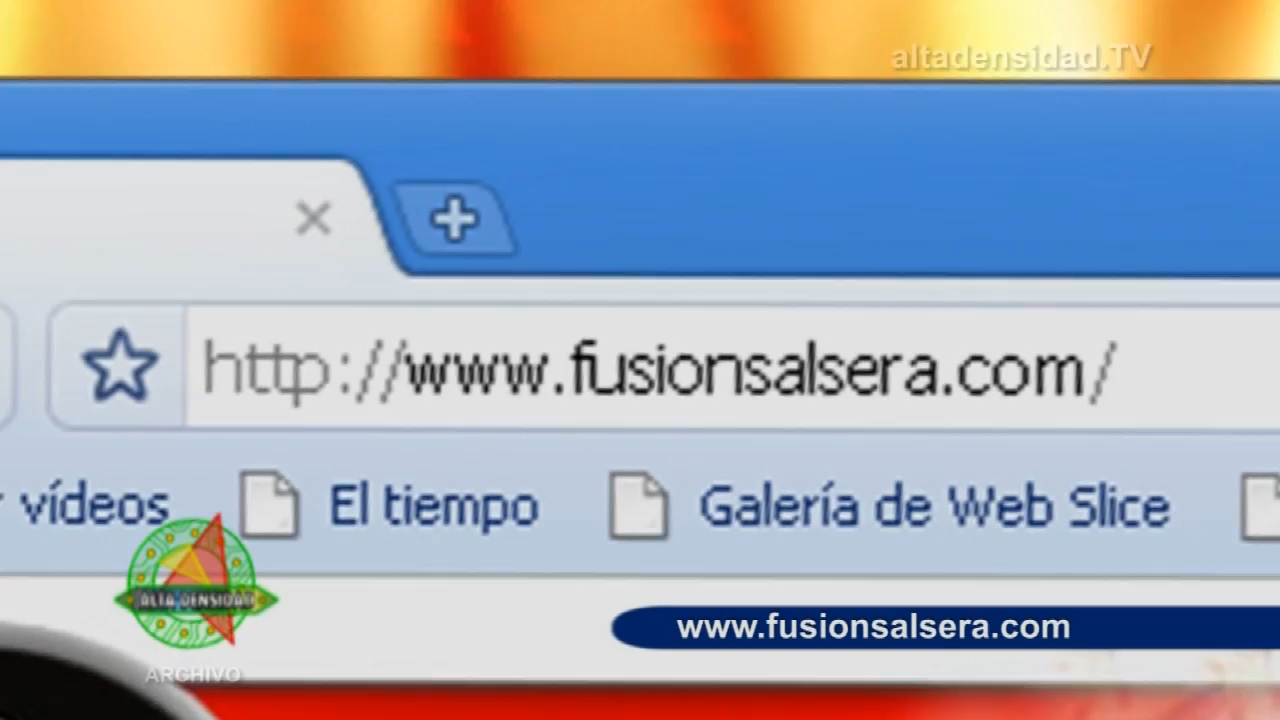 altadensidad.TV
http://www.fusionsalsera.com/
vídeos
El tiempo
Galería de Web Slice
ALTA DENSIDAD
www.fusionsalsera.com
ARCHIVO